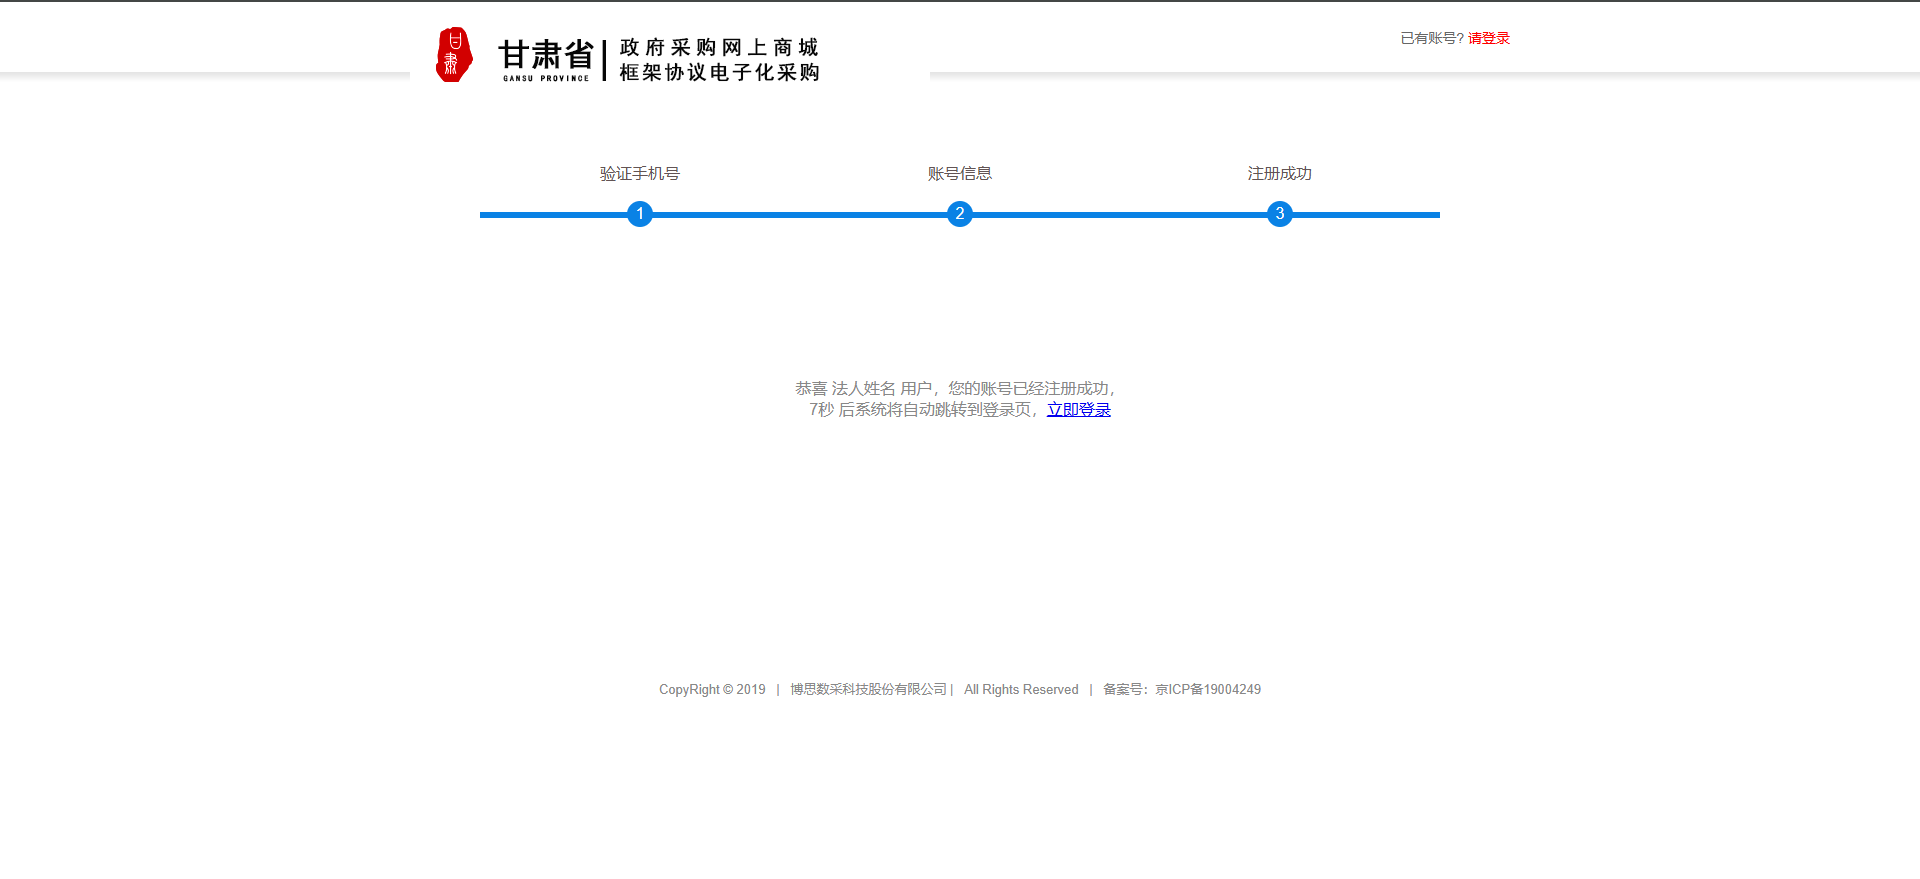 甘肃
甘肃省
GANSU PROVINCE
政府采购网上商城
框架协议电子化采购
已有账号? 请登录
验证手机号
账号信息
注册成功
1
2
3
恭喜 法人姓名 用户，您的账号已经注册成功，
7秒 后系统将自动跳转到登录页，立即登录
CopyRight © 2019 | 博思数采科技股份有限公司 | All Rights Reserved | 备案号：京ICP备19004249